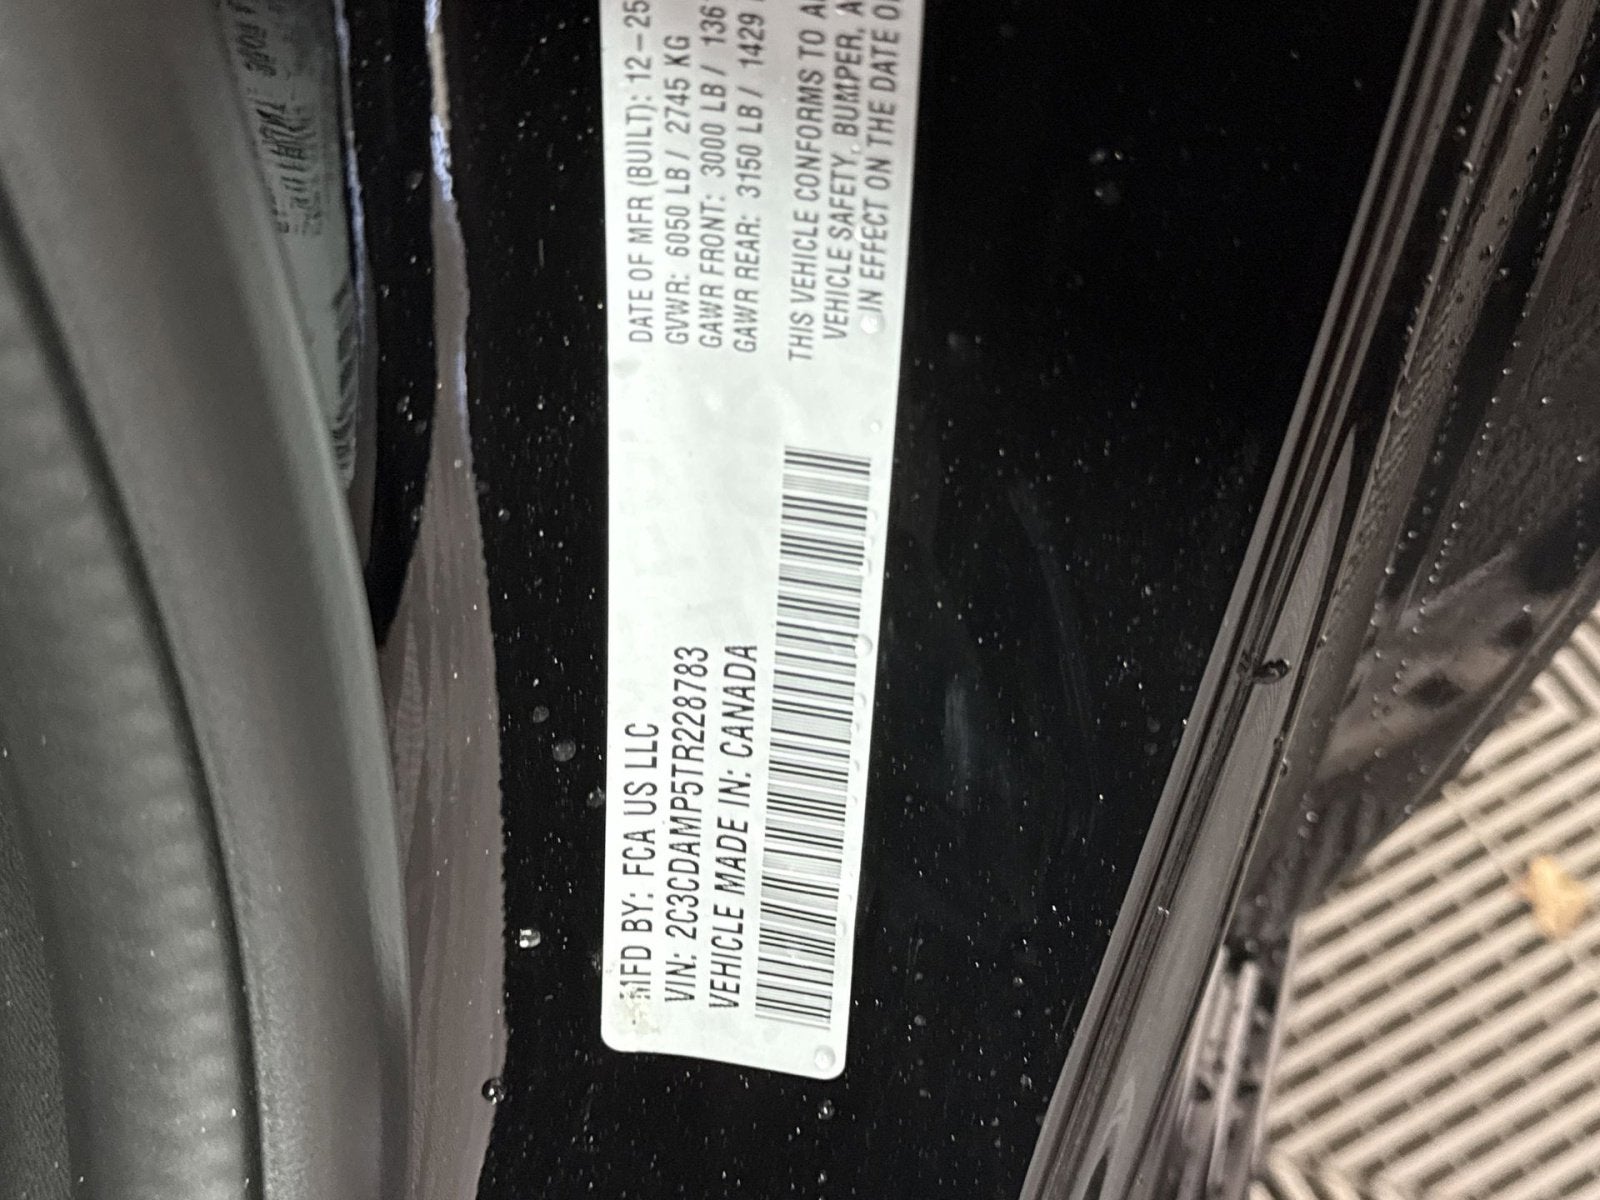 MFD BY: FCA US LLC
VIN: 2C3CDAMP5TR228783
VEHICLE MADE IN: CANADA
DATE OF MFR (BUILT): 12-25
GVWR: 6050 LB / 2745 KG
GAWR FRONT: 3000 LB / 136
GAWR REAR: 3150 LB / 1429
THIS VEHICLE CONFORMS TO
VEHICLE SAFETY, BUMPER,
IN EFFECT ON THE DATE